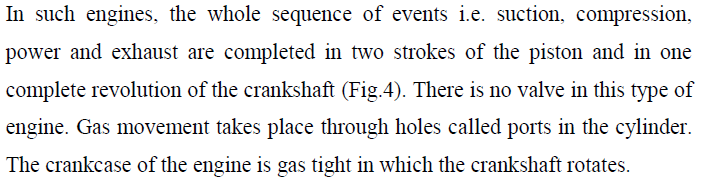 In such engines, the whole sequence of events i.e. suction, compression,
power and exhaust are completed in two strokes of the piston and in one
complete revolution of the crankshaft (Fig.4). There is no valve in this type of
engine. Gas movement takes place through holes called ports in the cylinder.
The crankcase of the engine is gas tight in which the crankshaft rotates.